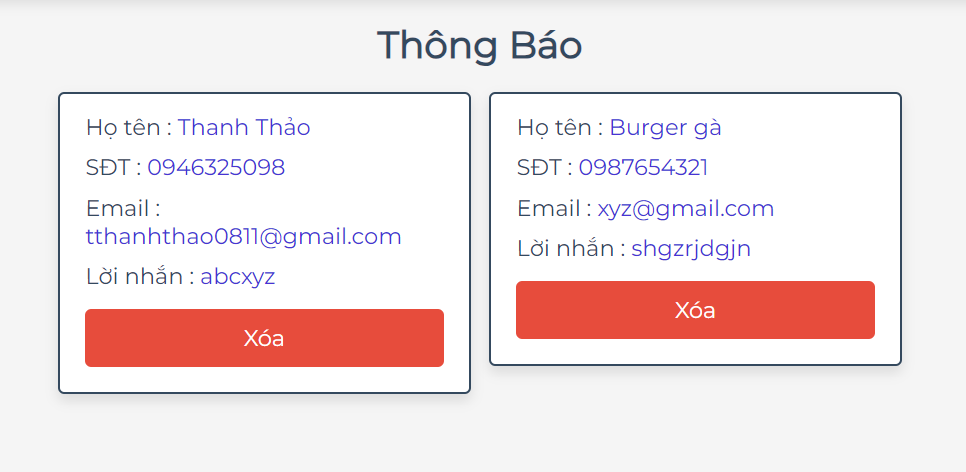 Thông Báo
Họ tên : Thanh Thảo
SĐT : 0946325098
Email :
tthanhthao0811@gmail.com
Lời nhắn : abcxyz
Xóa
Họ tên : Burger gà
SĐT : 0987654321
Email : xyz@gmail.com
Lời nhắn : shgzrjdgjn
Xóa